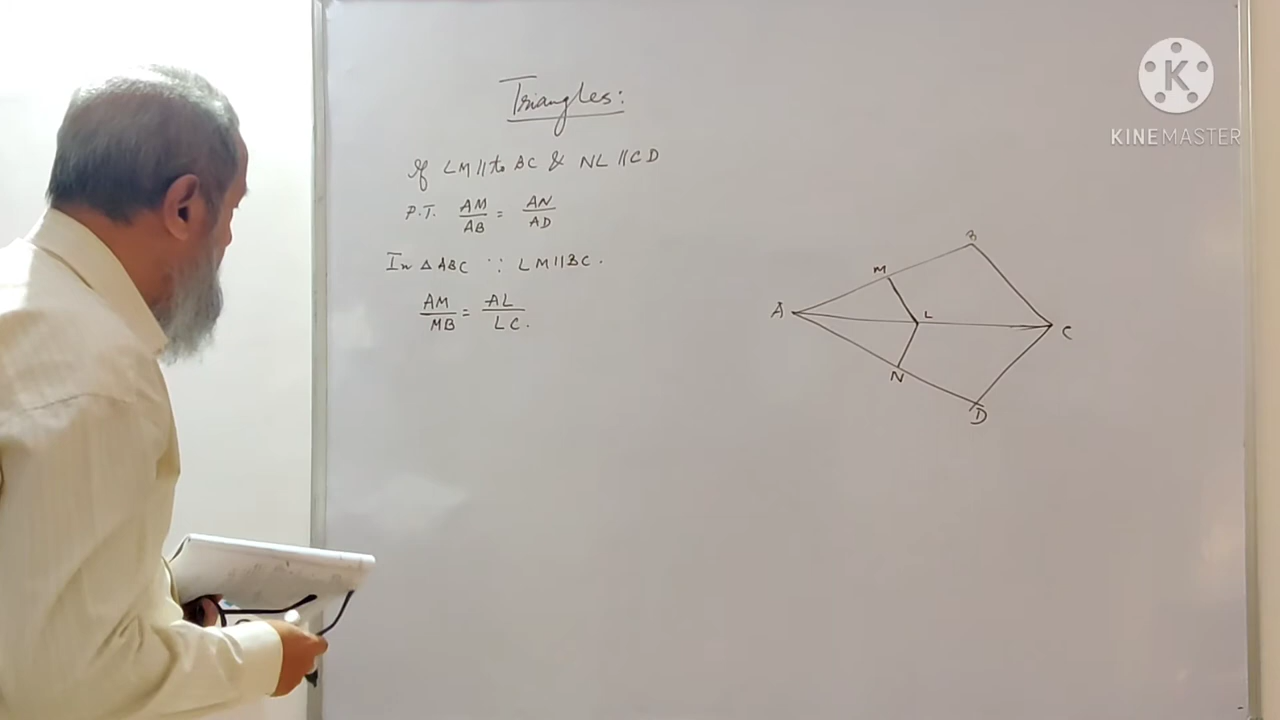 Triangles:
If LM || to BC & NL || CD
P.T. AM/AB = AN/AD
In △ ABC ∵ LM || BC.
AM/MB = AL/LC.
B
M
A
L
C
N
D
K
KINEMASTER